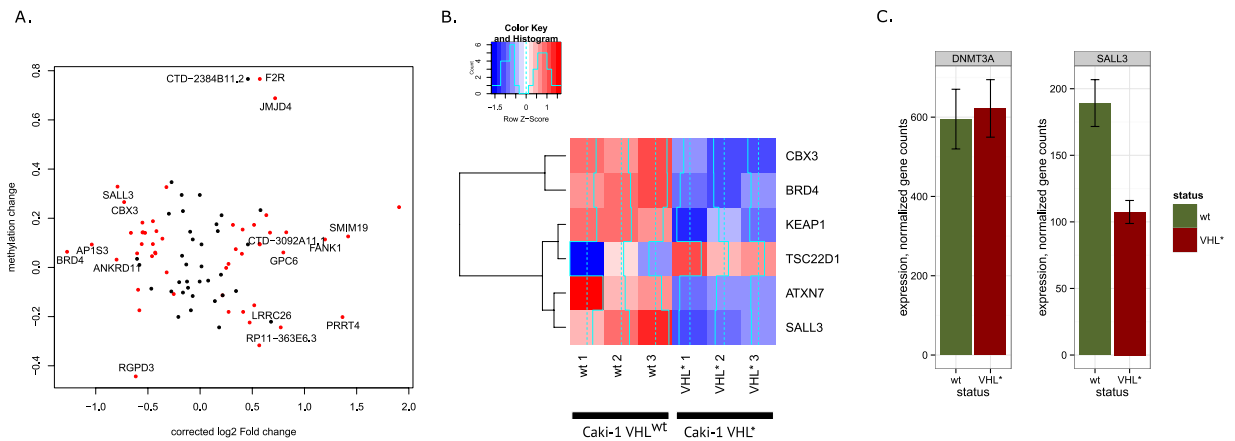 A.
0.8
0.6
0.4
0.2
0.0
−0.2
−0.4
methylation change
CTD−2384B11.2
F2R
JMJD4
SALL3
CBX3
AP1S3
BRD4
ANKRD11
SMIM19
CTD−3092A11.1
FANK1
GPC6
LRRC26
PRRT4
RP11−363E6.3
RGPD3
−1.0
−0.5
0.0
0.5
1.0
1.5
2.0
corrected log2 Fold change
B.
Color Key
and Histogram
Count
0 1 2 3 4 5 6
−1.5 0 1
Row Z−Score
CBX3
BRD4
KEAP1
TSC22D1
ATXN7
SALL3
wt 1
wt 2
wt 3
VHL* 1
VHL* 2
VHL* 3
Caki-1 VHLwt
Caki-1 VHL*
C.
DNMT3A
expression, normalized gene counts
600
400
200
0
wt
VHL*
status
SALL3
expression, normalized gene counts
200
150
100
50
0
wt
VHL*
status
status
wt
VHL*